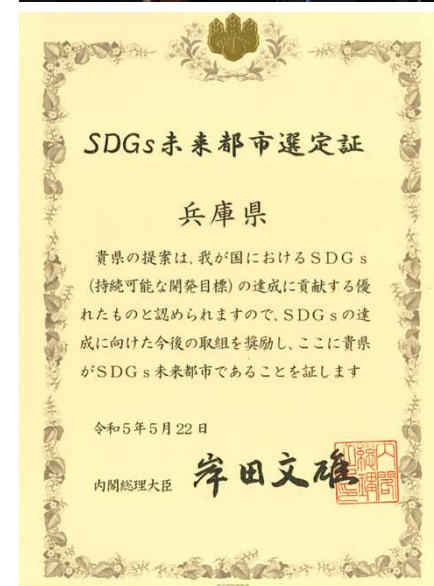 SDGs未来都市選定証
兵庫県
貴県の提案は、我が国におけるSDGs
(持続可能な開発目標)の達成に貢献する優
れたものと認められますので、SDGsの達
成に向けた今後の取組を奨励し、ここに貴県
がSDGs未来都市であることを証します
令和5年5月22日
内閣総理大臣 岸田文雄